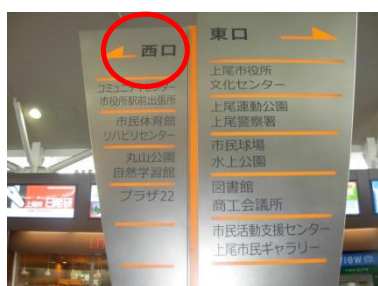 西口
コミュニティセンター
市役所駅前出張所
市民体育館
リハビリセンター
丸山公園
自然学習館
プラザ22
東口
上尾市役所
文化センター
上尾運動公園
上尾警察署
市民球場
水上公園
図書館
商工会議所
市民活動支援センター
上尾市民ギャラリー